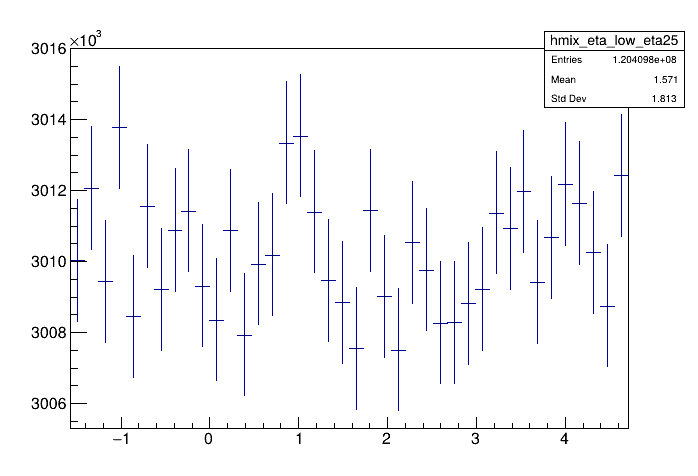 ×10³
hmix_eta_low_eta25
Entries 1.204098e+08
Mean 1.571
Std Dev 1.813
3016
3014
3012
3010
3008
3006
−1 0 1 2 3 4